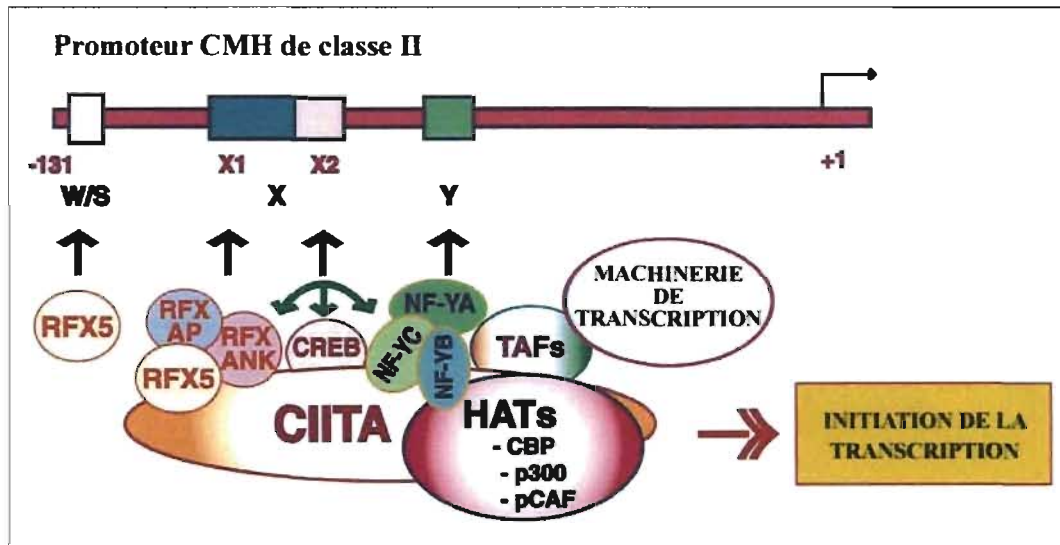 Promoteur CMH de classe II
-131
X1
X2
+1
W/S
X
Y
RFX5
RFX
AP
RFX
ANK
RFX5
CREB
NF-YA
NF-YC
NF-YB
TAFs
MACHINERIE
DE
TRANSCRIPTION
CIITA
HATs
- CBP
- p300
- pCAF
INITIATION DE LA
TRANSCRIPTION